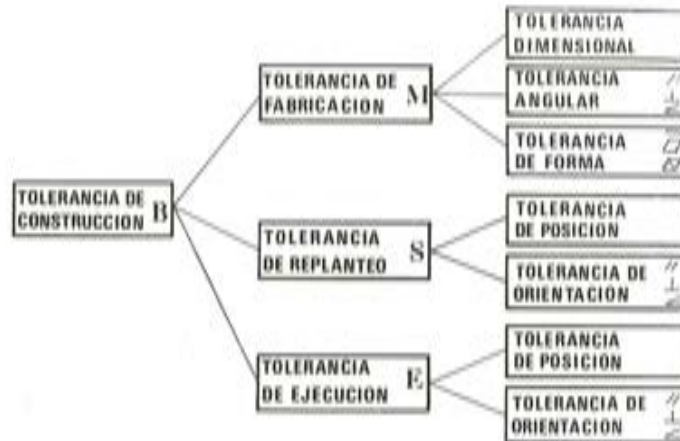 TOLERANCIA DE
CONSTRUCCION B
TOLERANCIA DE
FABRICACION M
TOLERANCIA
DIMENSIONAL
TOLERANCIA
ANGULAR
TOLERANCIA
DE FORMA
TOLERANCIA
DE REPLANTEO S
TOLERANCIA
DE POSICION
TOLERANCIA DE
ORIENTACION
TOLERANCIA
DE EJECUCION E
TOLERANCIA
DE POSICION
TOLERANCIA DE
ORIENTACION